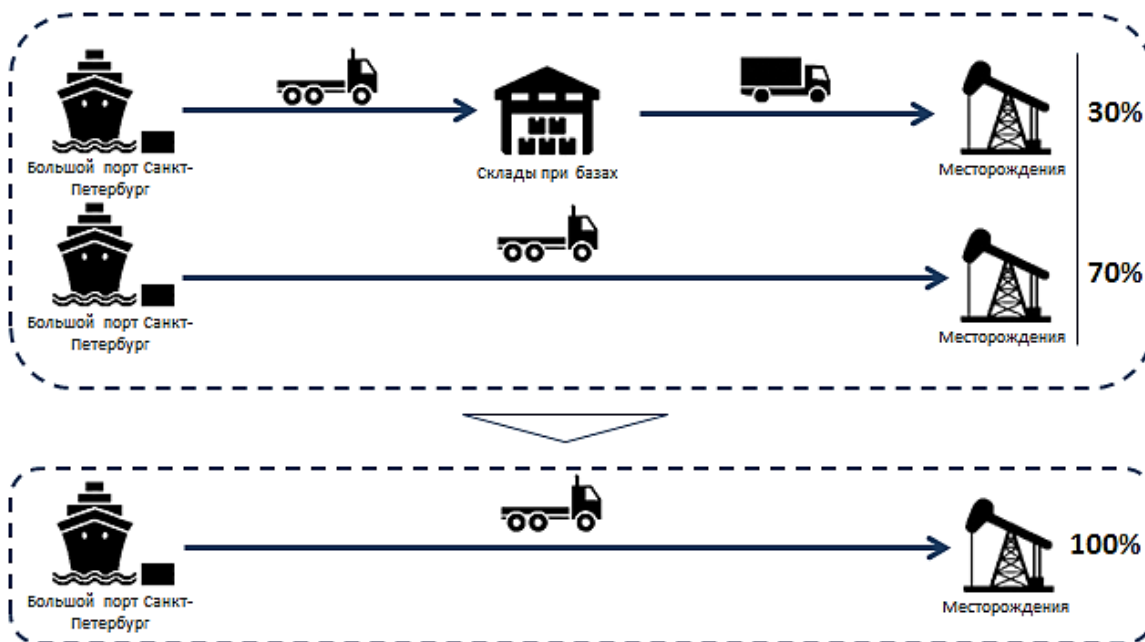 30%
Большой порт Санкт-
Петербург
Склады при базах
Месторождения
70%
Большой порт Санкт-
Петербург
Месторождения
100%
Большой порт Санкт-
Петербург
Месторождения